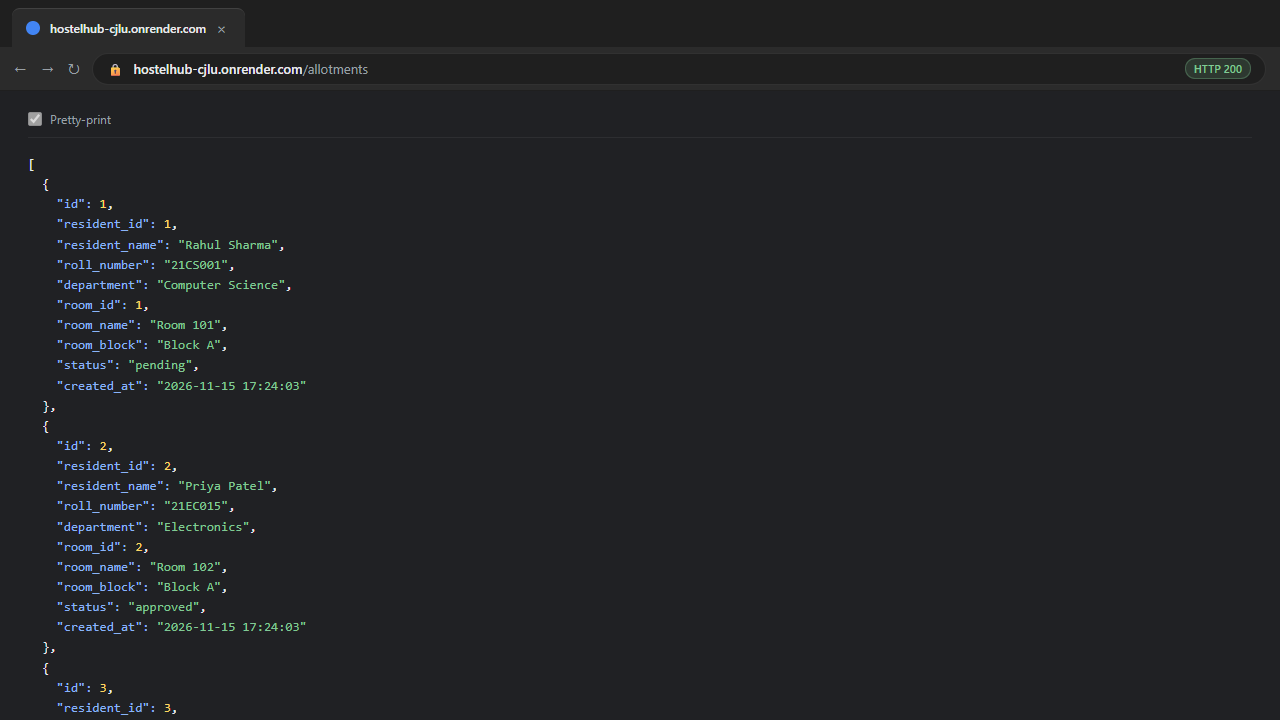 hostelhub-cjlu.onrender.com ×
← → ↻ hostelhub-cjlu.onrender.com/allotments HTTP 200
Pretty-print
[
  {
    "id": 1,
    "resident_id": 1,
    "resident_name": "Rahul Sharma",
    "roll_number": "21CS001",
    "department": "Computer Science",
    "room_id": 1,
    "room_name": "Room 101",
    "room_block": "Block A",
    "status": "pending",
    "created_at": "2026-11-15 17:24:03"
  },
  {
    "id": 2,
    "resident_id": 2,
    "resident_name": "Priya Patel",
    "roll_number": "21EC015",
    "department": "Electronics",
    "room_id": 2,
    "room_name": "Room 102",
    "room_block": "Block A",
    "status": "approved",
    "created_at": "2026-11-15 17:24:03"
  },
  {
    "id": 3,
    "resident_id": 3,